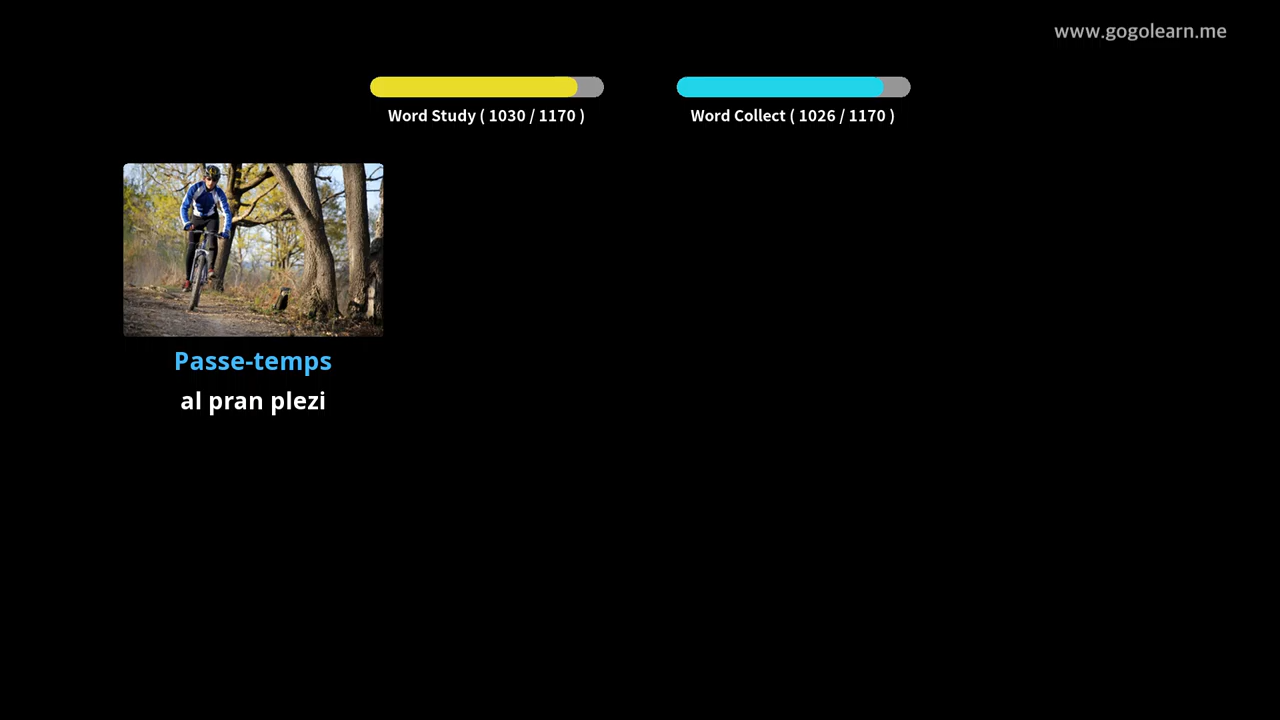 www.gogolearn.me
Word Study ( 1030 / 1170 )
Word Collect ( 1026 / 1170 )
Passe-temps
al pran plezi